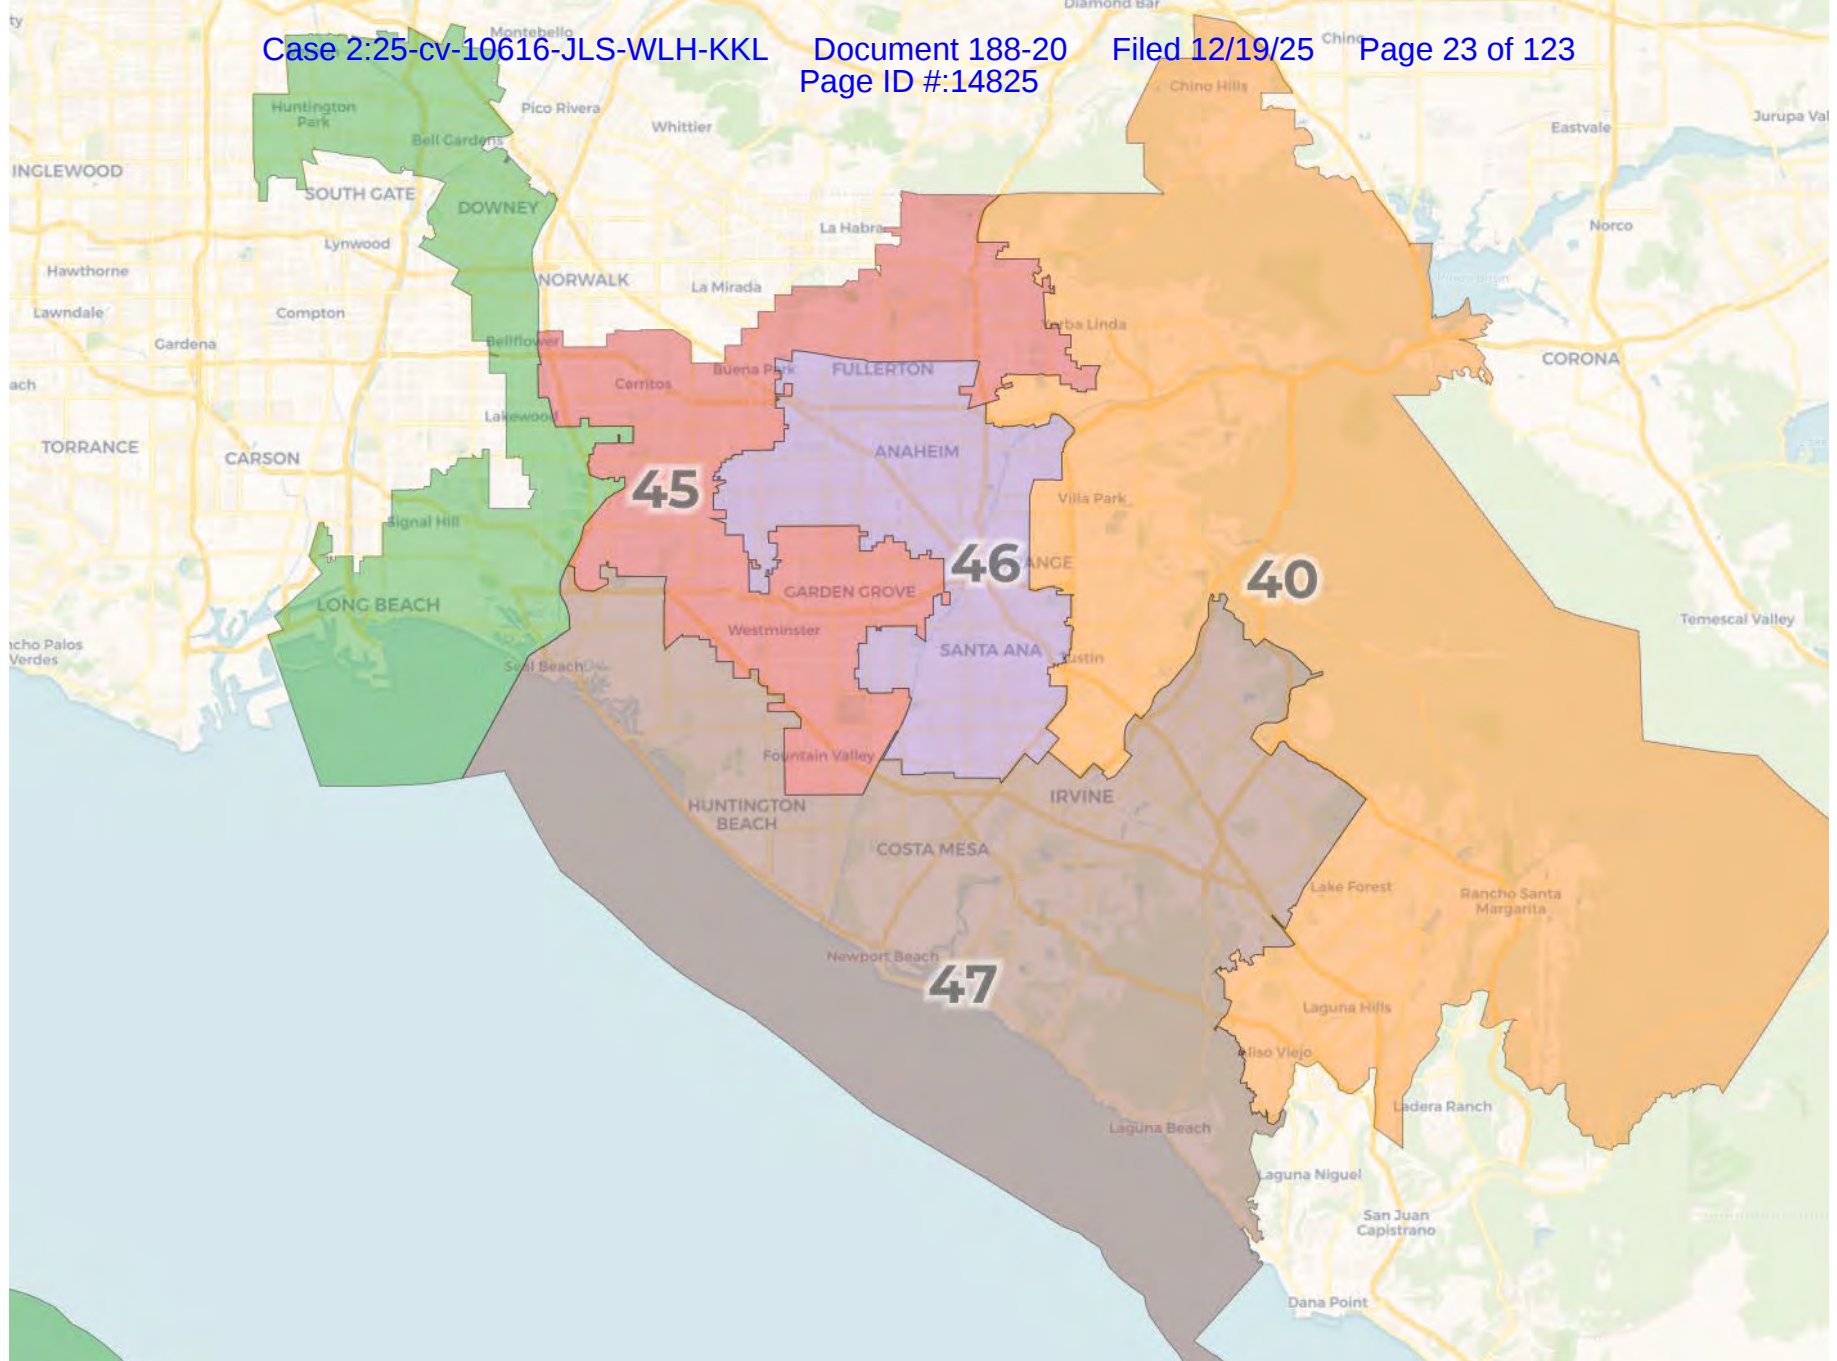 Diamond Bar
ty
Montebello
Case 2:25-cv-10616-JLS-WLH-KKL Document 188-20 Filed 12/19/25 Page 23 of 123
Page ID #:14825
Chino
Chino Hills
Huntington
Park
Pico Rivera
Whittier
Bell Gardens
Eastvale
Jurupa Val
INGLEWOOD
SOUTH GATE
DOWNEY
La Habra
Norco
Lynwood
Hawthorne
NORWALK
La Mirada
Lawndale
Compton
Yorba Linda
Gardena
Bellflower
CORONA
Buena Park
FULLERTON
ach
Cerritos
Lakewood
TORRANCE
CARSON
ANAHEIM
45
Villa Park
Signal Hill
46
ANGE
40
GARDEN GROVE
LONG BEACH
Westminster
Temescal Valley
ncho Palos
Verdes
SANTA ANA
Tustin
Seal Beach
Fountain Valley
HUNTINGTON
BEACH
IRVINE
COSTA MESA
Lake Forest
Rancho Santa
Margarita
Newport Beach
47
Laguna Hills
Aliso Viejo
Ladera Ranch
Laguna Beach
Laguna Niguel
San Juan
Capistrano
Dana Point